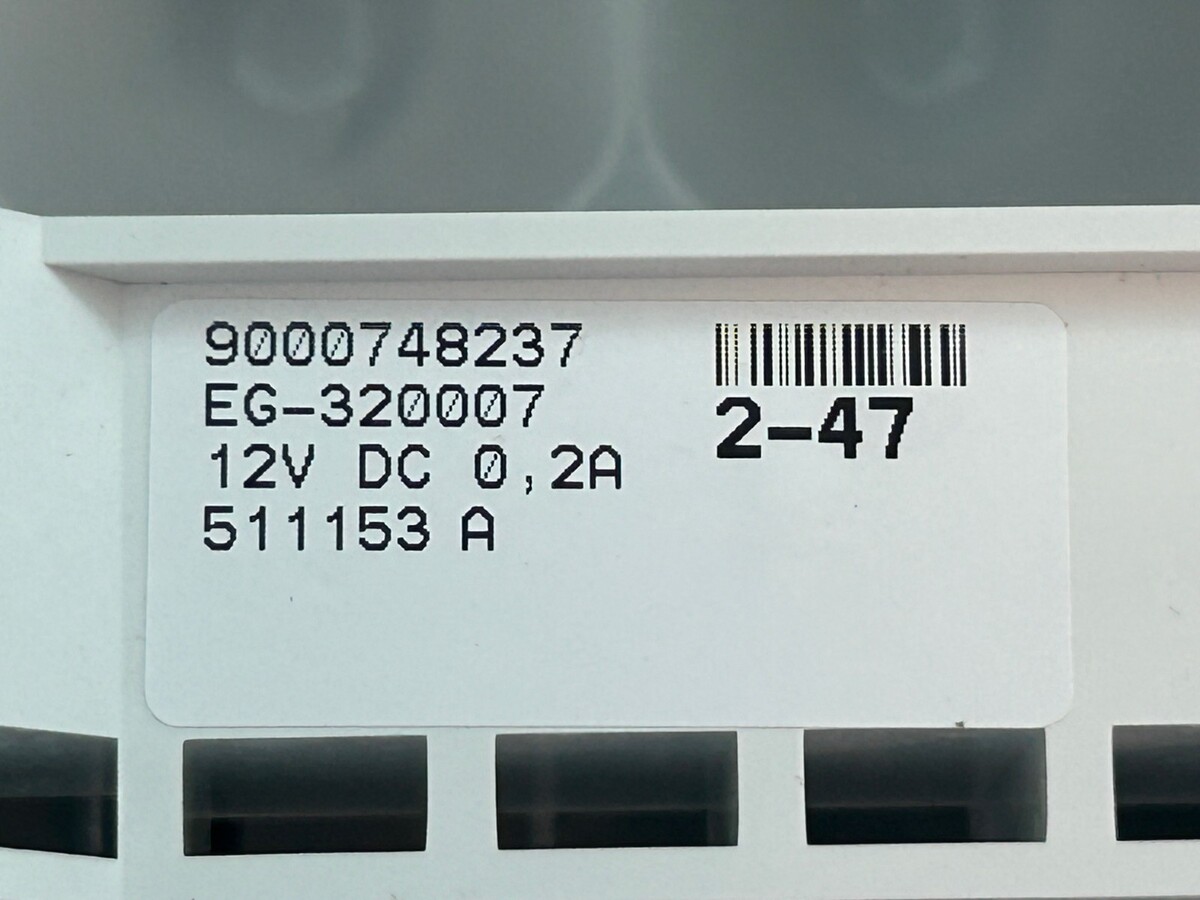 9000748237
EG-320007
12V DC 0,2A
511153 A
2-47